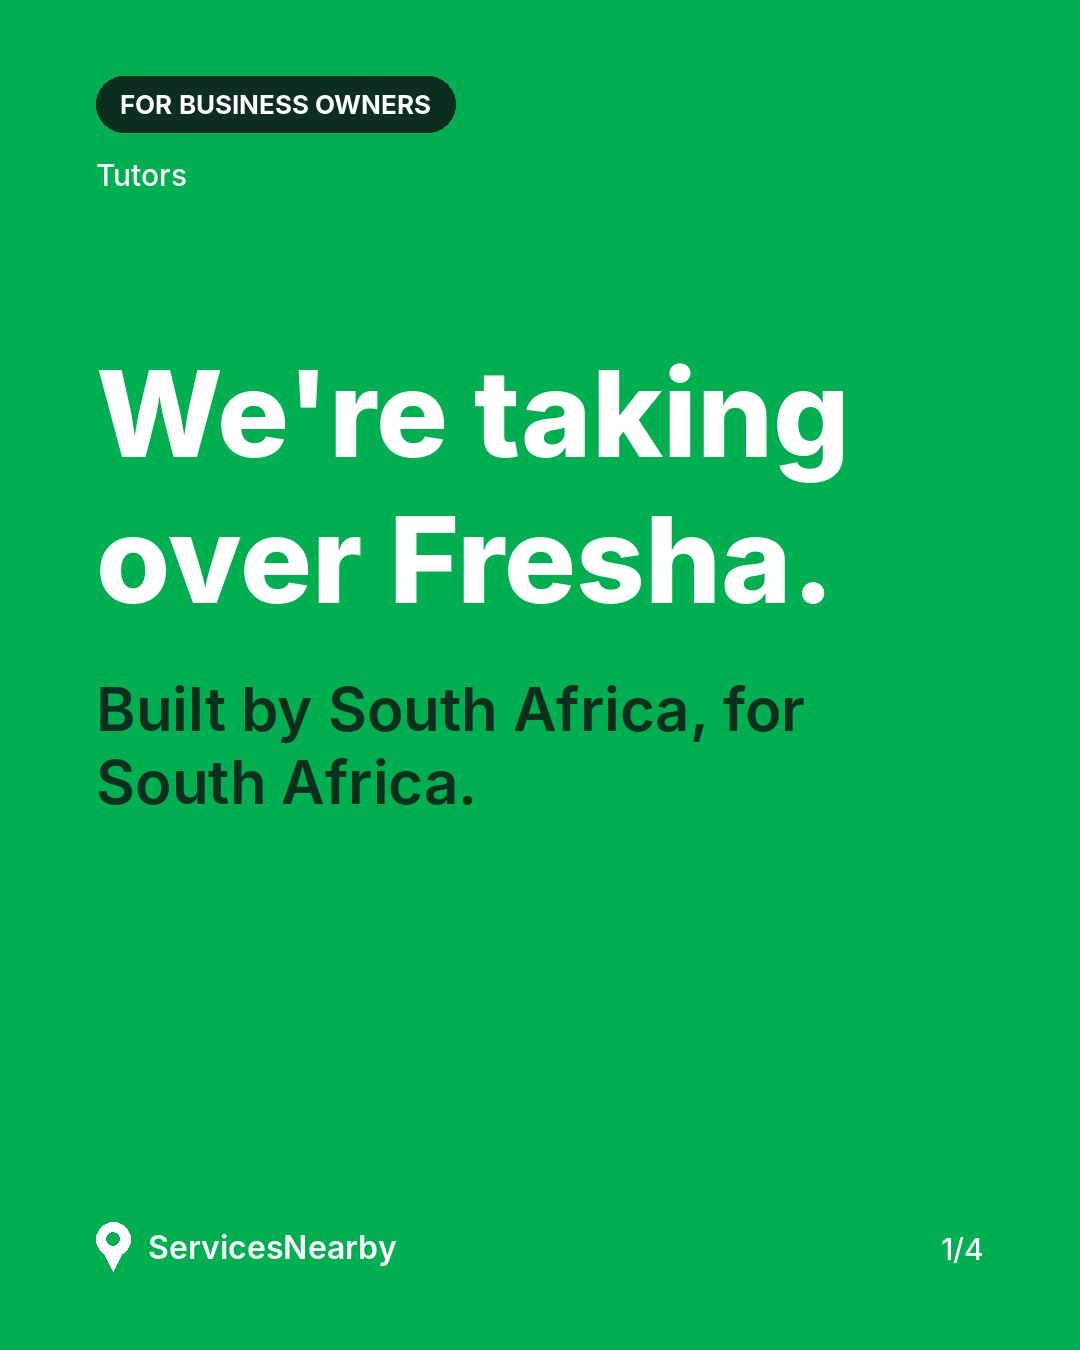 FOR BUSINESS OWNERS
Tutors
We're taking
over Fresha.
Built by South Africa, for
South Africa.
ServicesNearby
1/4